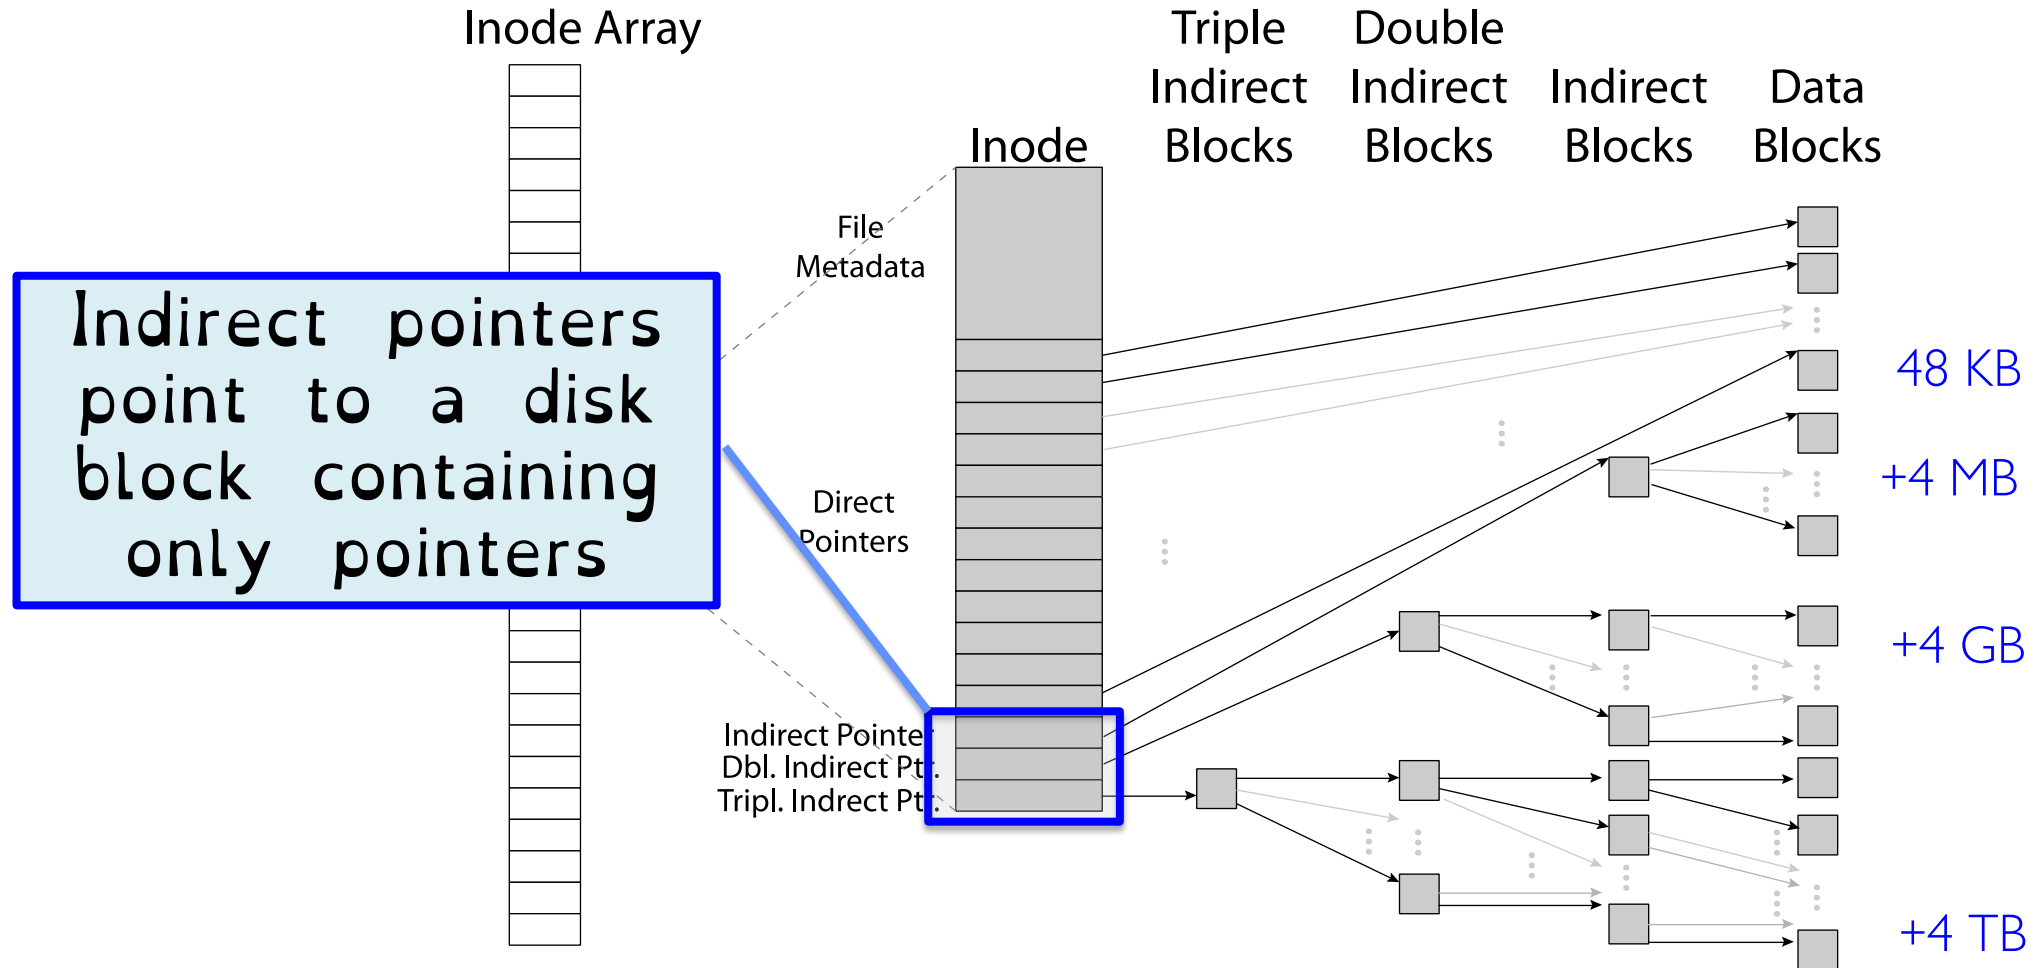 Inode Array
Triple
Indirect
Blocks
Double
Indirect
Blocks
Indirect
Blocks
Data
Blocks
Inode
File
Metadata
Indirect pointers
point to a disk
block containing
only pointers
Direct
Pointers
Indirect Pointer
Dbl. Indirect Ptr.
Tripl. Indrect Ptr.
48 KB
+4 MB
+4 GB
+4 TB